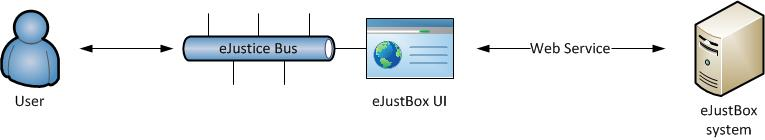 User
eJustice Bus
eJustBox UI
Web Service
eJustBox
system